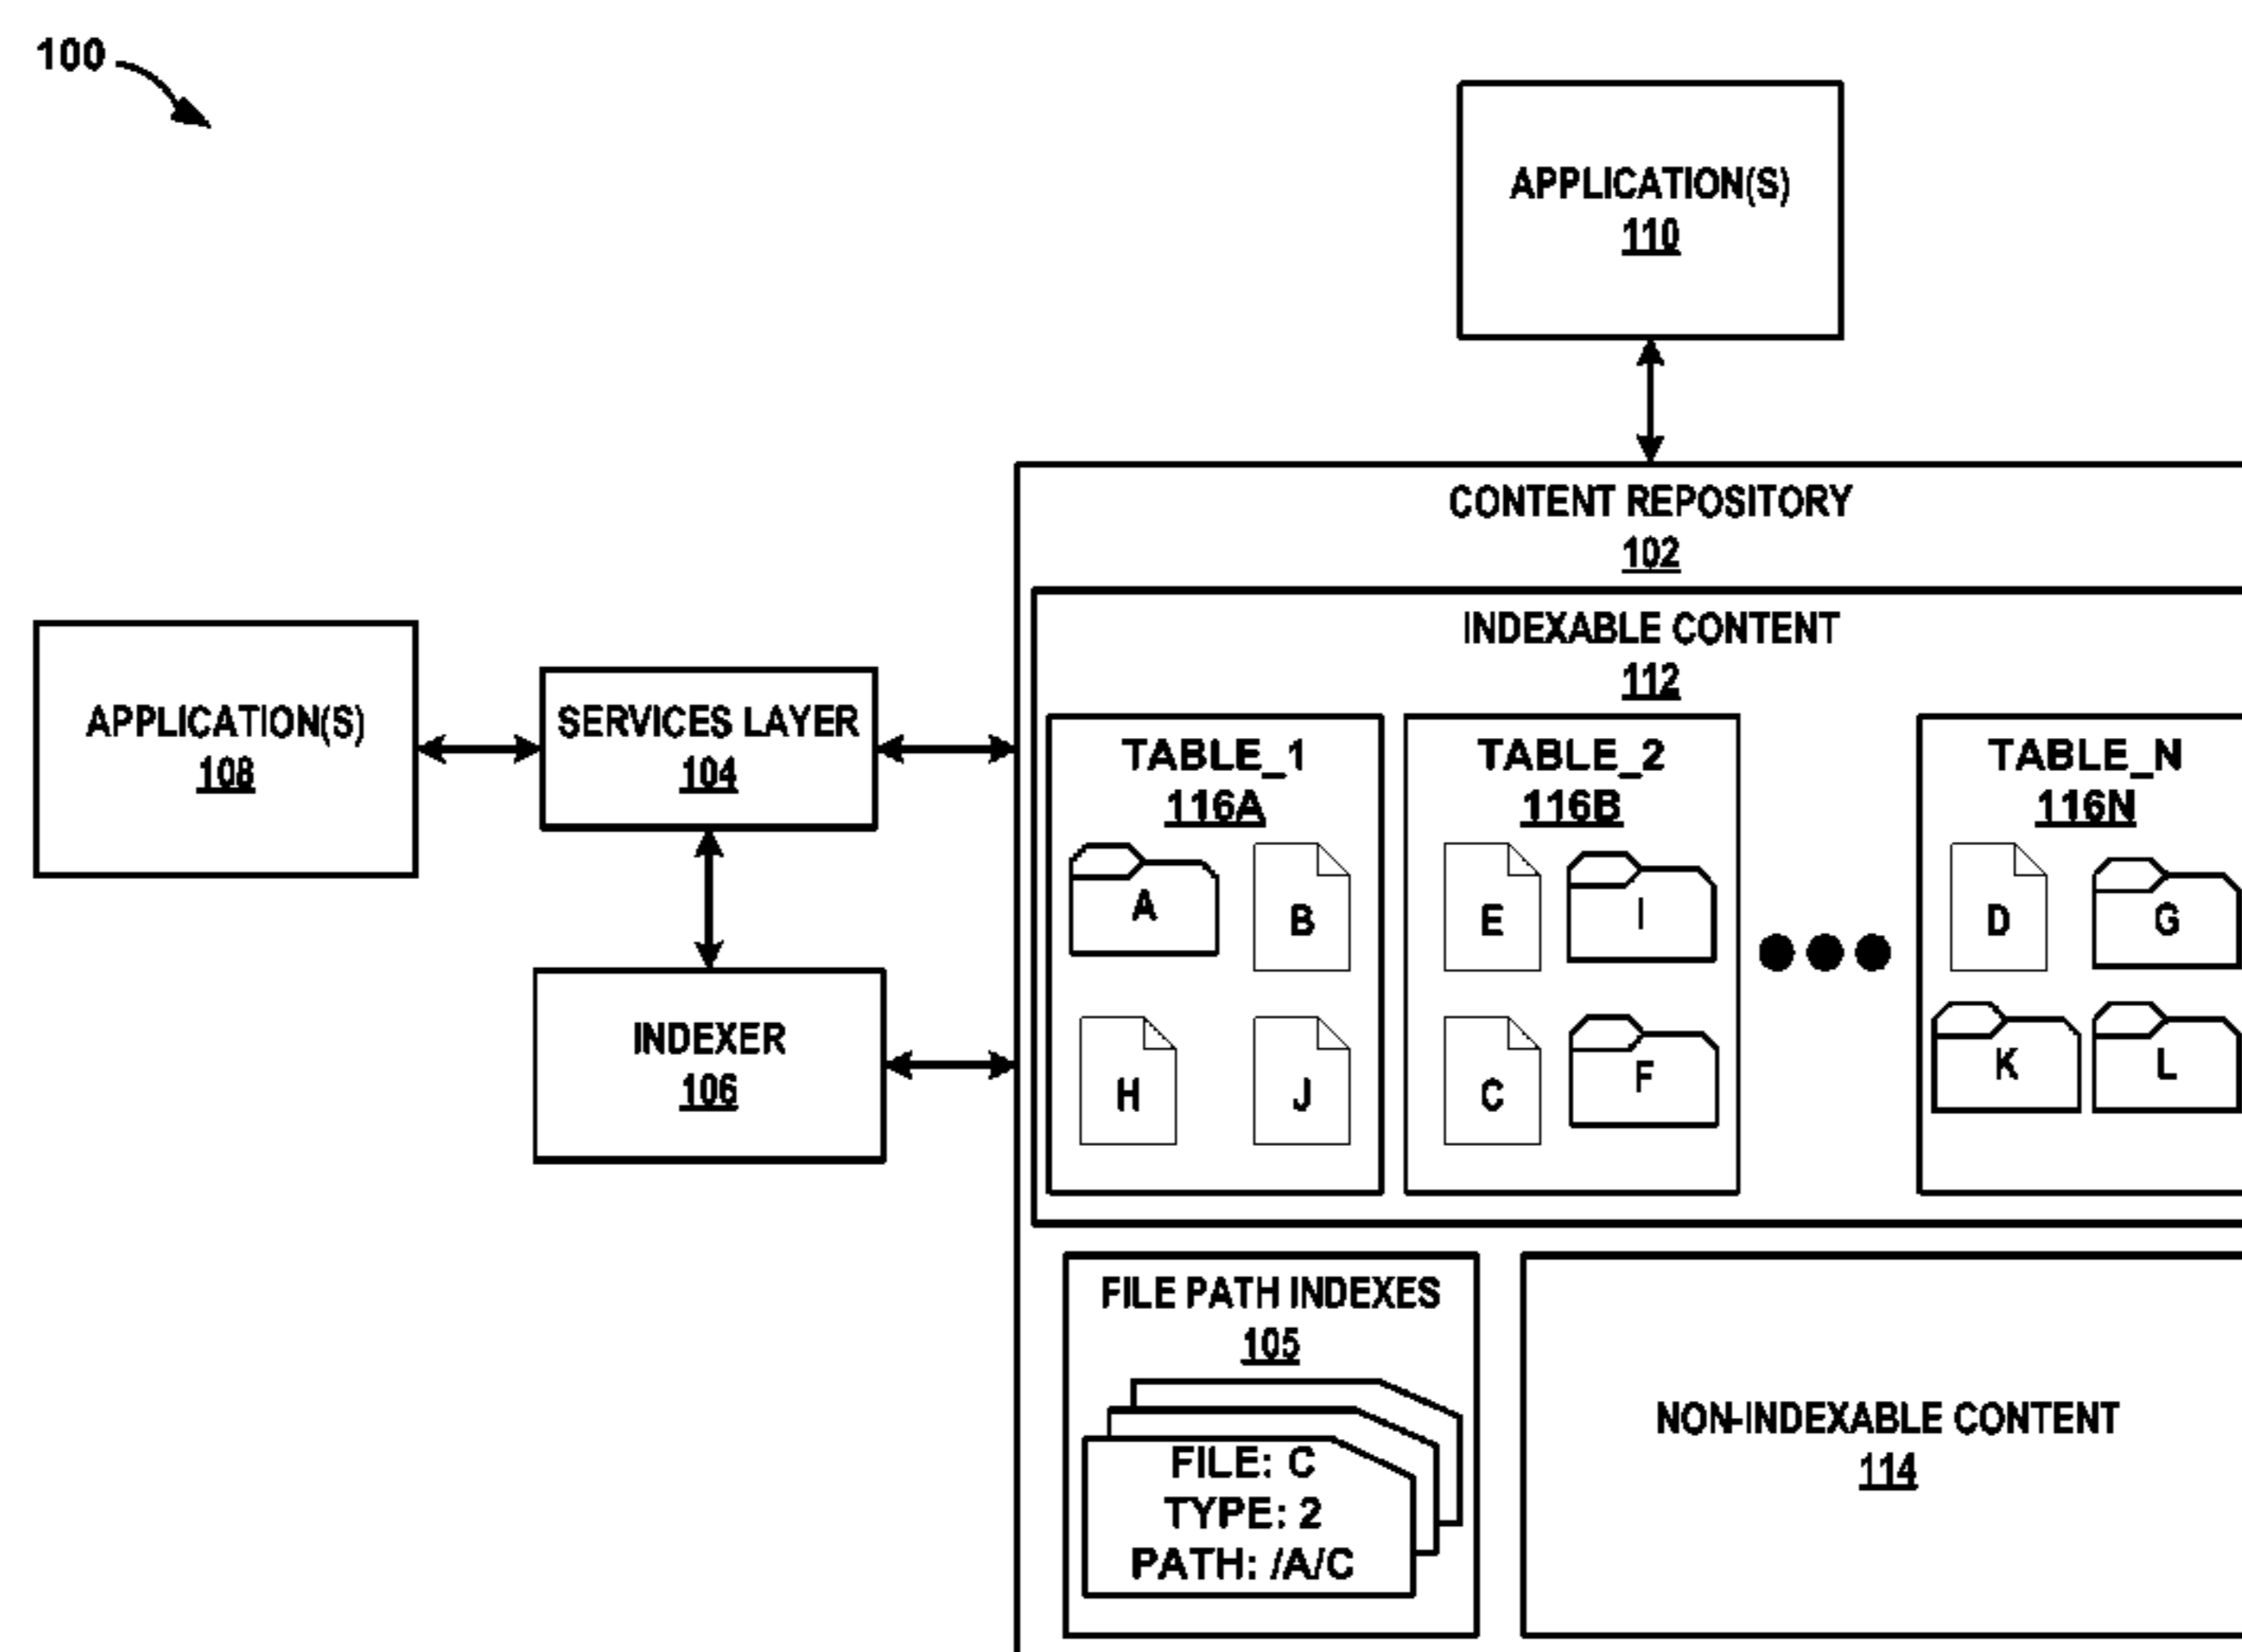 100
APPLICATION(S)
110
CONTENT REPOSITORY
102
INDEXABLE CONTENT
112
APPLICATION(S)
108
SERVICES LAYER
104
INDEXER
106
TABLE_1
116A
A
B
H
J
TABLE_2
116B
E
I
C
F
TABLE_N
116N
D
G
K
L
FILE PATH INDEXES
105
FILE: C
TYPE: 2
PATH: /A/C
NON-INDEXABLE CONTENT
114